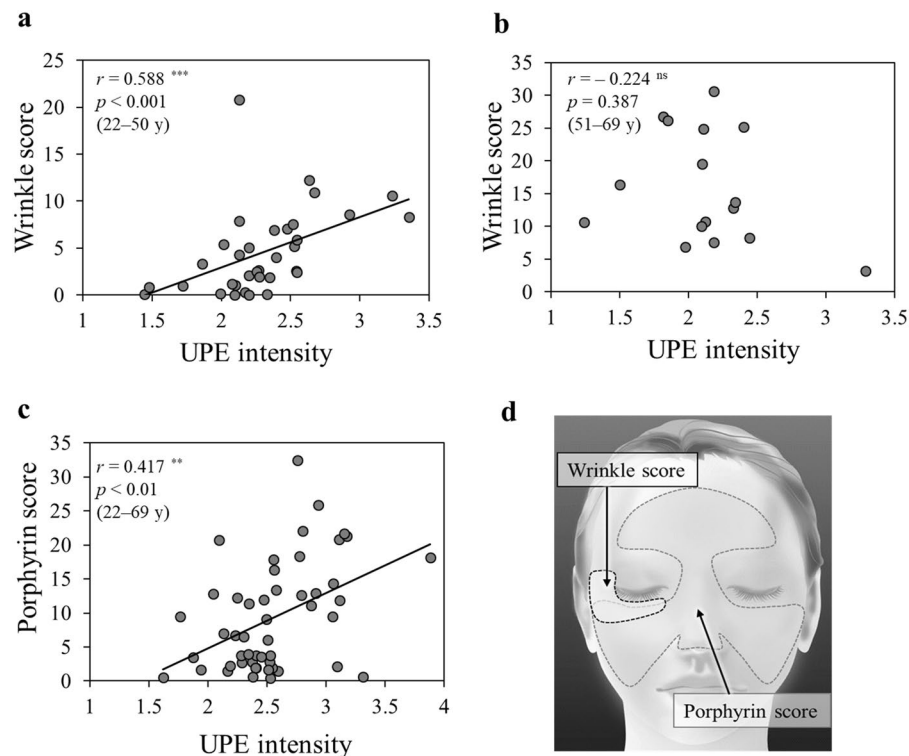 a
25
20
15
10
5
0
Wrinkle score
r = 0.588 ***
p < 0.001
(22–50 y)
1 1.5 2 2.5 3 3.5
UPE intensity
b
35
30
25
20
15
10
5
0
Wrinkle score
r = – 0.224 ns
p = 0.387
(51–69 y)
1 1.5 2 2.5 3 3.5
UPE intensity
c
35
30
25
20
15
10
5
0
Porphyrin score
r = 0.417 **
p < 0.01
(22–69 y)
1 1.5 2 2.5 3 3.5 4
UPE intensity
d
Wrinkle score
Porphyrin score